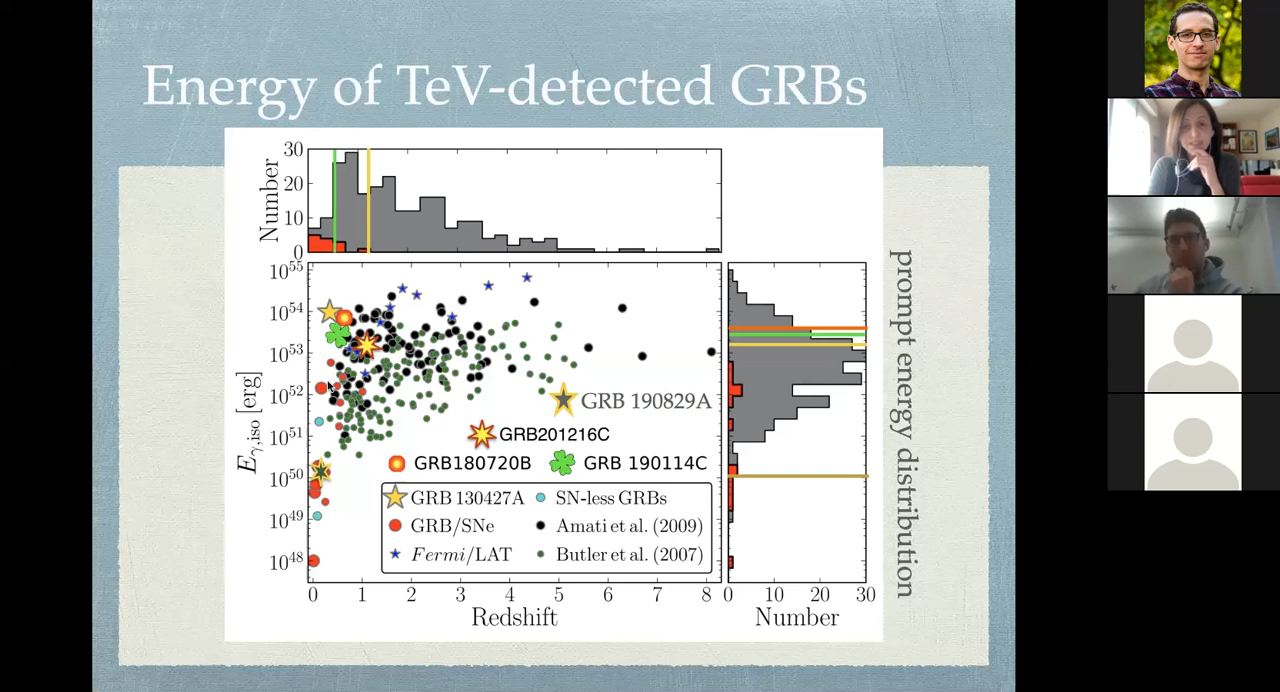 Energy of TeV-detected GRBs
30
20
10
0
Number
10^55
10^54
10^53
10^52
10^51
10^50
10^49
10^48
E_γ,iso [erg]
GRB 190829A
GRB201216C
GRB180720B
GRB 190114C
GRB 130427A
SN-less GRBs
GRB/SNe
Amati et al. (2009)
Fermi/LAT
Butler et al. (2007)
0 1 2 3 4 5 6 7 8
Redshift
0 10 20 30
Number
prompt energy distribution